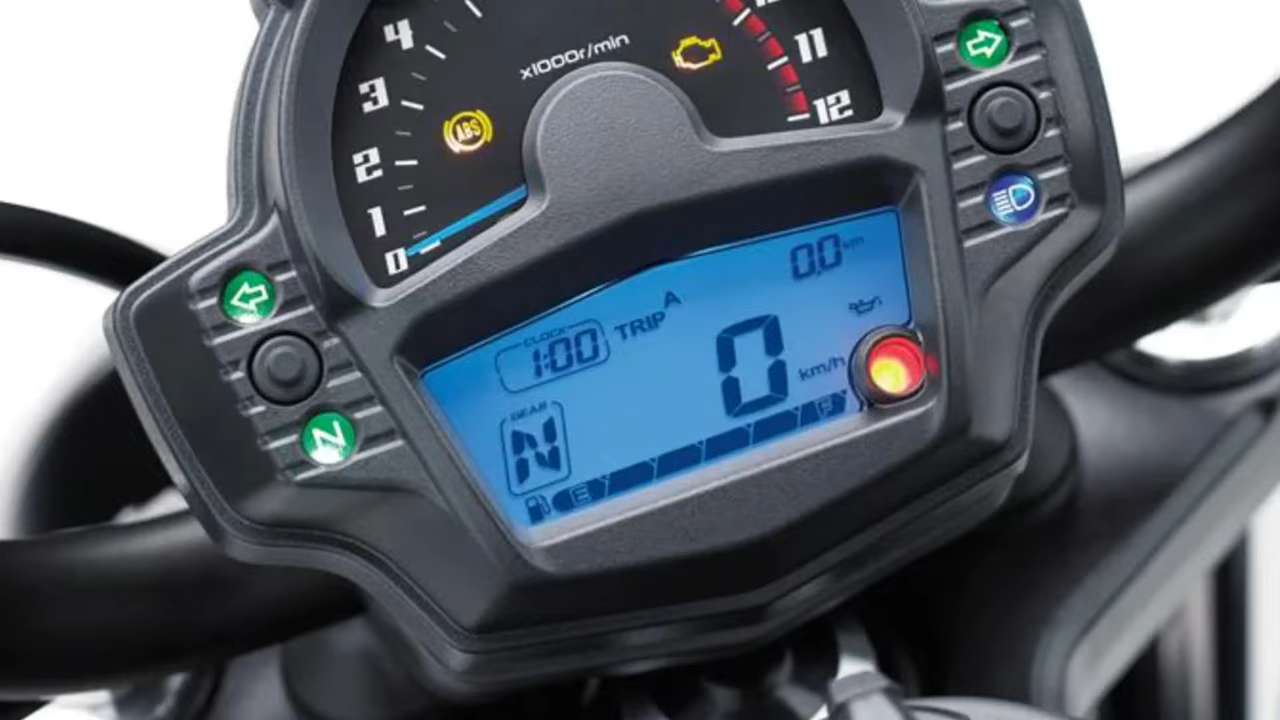 4
x1000r/min
11
3
12
ABS
2
1
0
0.0 km
CLOCK
1:00
TRIP A
0
km/h
GEAR
N
N
E
F